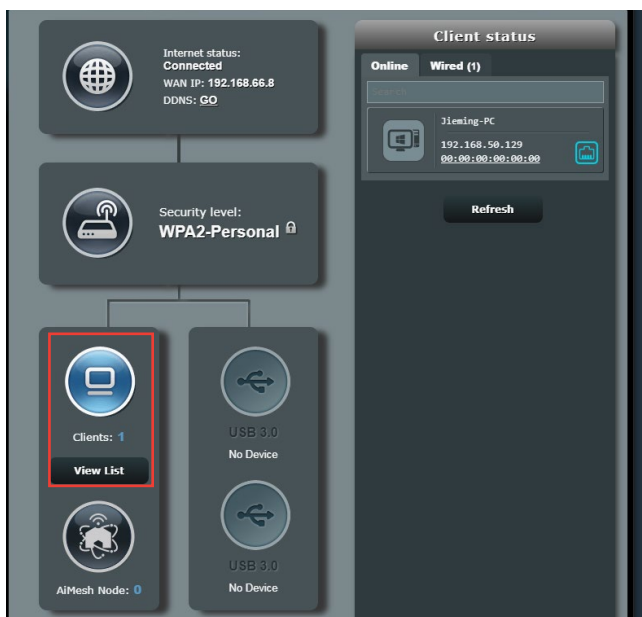 Internet status:
Connected
WAN IP: 192.168.66.8
DDNS: GO
Security level:
WPA2-Personal
Clients: 1
View List
AiMesh Node: 0
USB 3.0
No Device
USB 3.0
No Device
Client status
Online Wired (1)
Search
Jieming-PC
192.168.50.129
00:00:00:00:00:00
Refresh